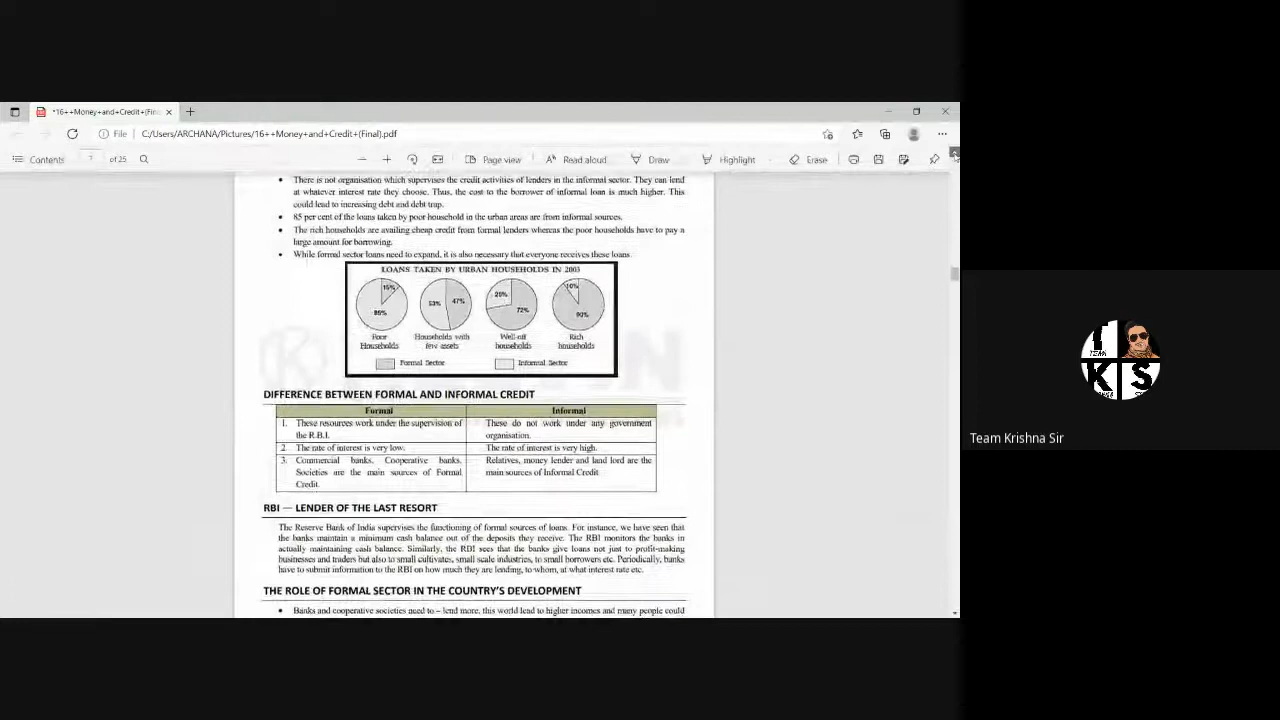 *16++Money+and+Credit+(Fin
File
C:/Users/ARCHANA/Pictures/16++Money+and+Credit+(Final).pdf
Contents
7 of 25
Page view
Read aloud
Draw
Highlight
Erase
• There is not organisation which supervises the credit activities of lenders in the informal sector. They can lend
at whatever interest rate they choose. Thus, the cost to the borrower of informal loan is much higher. This
could lead to increasing debt and debt trap.
• 85 per cent of the loans taken by poor household in the urban areas are from informal sources.
• The rich households are availing cheap credit from formal lenders whereas the poor households have to pay a
large amount for borrowing.
• While formal sector loans need to expand, it is also necessary that everyone receives these loans.
LOANS TAKEN BY URBAN HOUSEHOLDS IN 2003
15%
85%
53%
47%
72%
10%
90%
Poor
Households
Households with
few assets
Well-off
households
Rich
households
Formal Sector
Informal Sector
DIFFERENCE BETWEEN FORMAL AND INFORMAL CREDIT
Formal
Informal
1. These resources work under the supervision of
the R.B.I.
These do not work under any government
organisation.
2 The rate of interest is very low.
The rate of interest is very high.
3. Commercial banks. Cooperative banks.
Societies are the main sources of Formal
Credit.
Relatives, money lender and land lord are the
main sources of Informal Credit
RBI — LENDER OF THE LAST RESORT
The Reserve Bank of India supervises the functioning of formal sources of loans. For instance, we have seen that
the banks maintain a minimum cash balance out of the deposits they receive. The RBI monitors the banks in
actually maintaining cash balance. Similarly, the RBI sees that the banks give loans not just to profit-making
businesses and traders but also to small cultivates, small scale industries, to small borrowers etc. Periodically, banks
have to submit information to the RBI on how much they are lending, to whom, at what interest rate etc.
THE ROLE OF FORMAL SECTOR IN THE COUNTRY'S DEVELOPMENT
• Banks and cooperative societies need to – lend more, this world lead to higher incomes and many people could
TEAM
K S
Team Krishna Sir